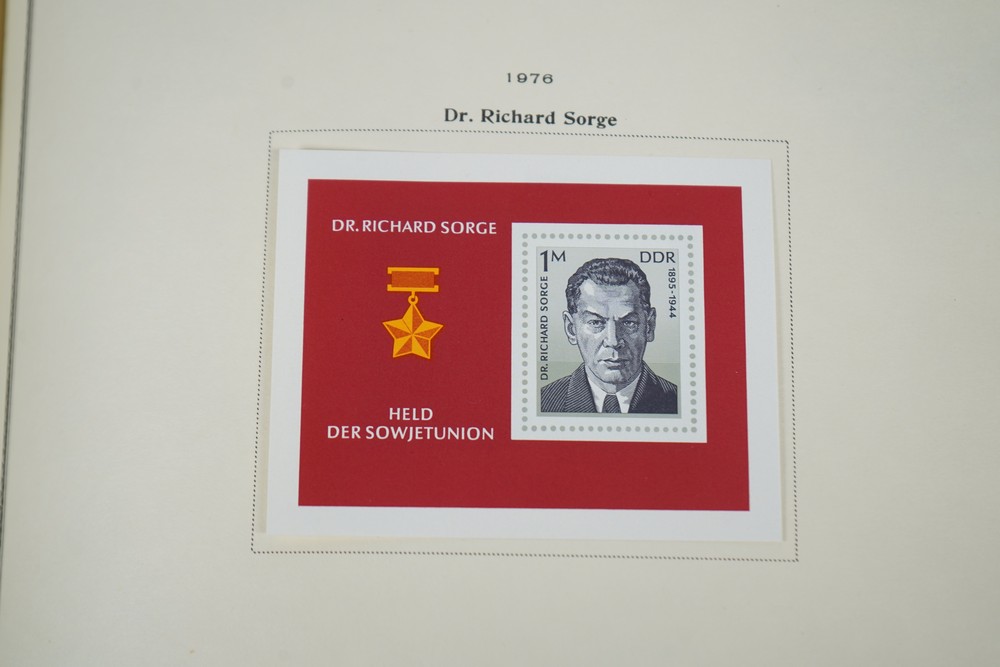 1976
Dr. Richard Sorge
DR. RICHARD SORGE
HELD
DER SOWJETUNION
1M
DDR
DR. RICHARD SORGE
1895-1944